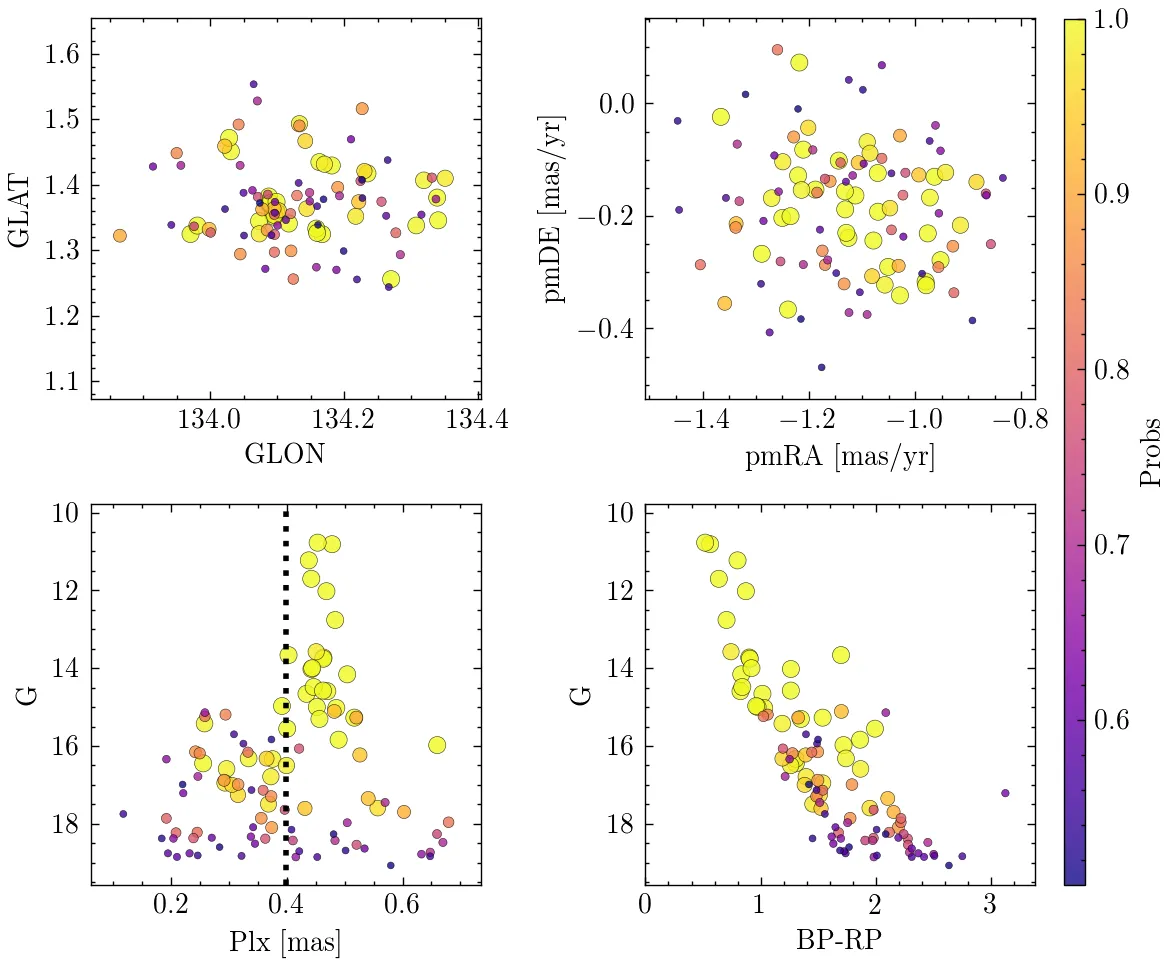 1.6
1.5
1.4
1.3
1.2
1.1
GLAT
134.0 134.2 134.4
GLON
0.0
−0.2
−0.4
pmDE [mas/yr]
−1.4 −1.2 −1.0 −0.8
pmRA [mas/yr]
1.0
0.9
0.8
0.7
0.6
Probs
10
12
14
16
18
G
0.2 0.4 0.6
Plx [mas]
10
12
14
16
18
G
0 1 2 3
BP-RP